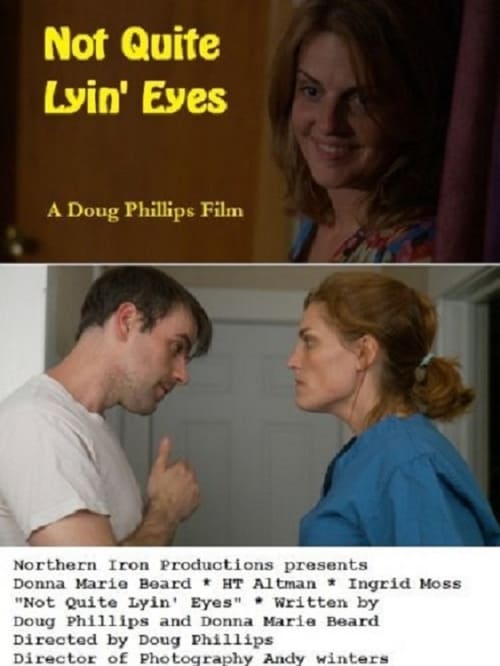 Not Quite
Lyin' Eyes
A Doug Phillips Film
Northern Iron Productions presents
Donna Marie Beard * HT Altman * Ingrid Moss
"Not Quite Lyin' Eyes" * Written by
Doug Phillips and Donna Marie Beard
Directed by Doug Phillips
Director of Photography Andy winters